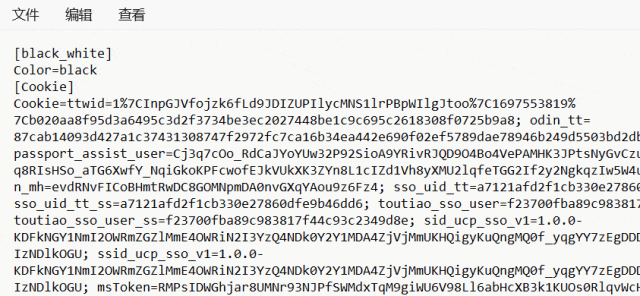 文件 编辑 查看
[black_white]
Color=black
[Cookie]
Cookie=ttwid=1%7CInpGJVfojzk6fLd9JDIZUPIlycMNS1lrPBpWIlgJtoo%7C1697553819%
7Cb020aa8f95d3a6495c3d2f3734be3ec2027448be1c9c695c2618308f0725b9a8; odin_tt=
87cab14093d427a1c37431308747f2972fc7ca16b34ea442e690f02ef5789dae78946b249d5503bd2db
passport_assist_user=Cj3q7cOo_RdCaJYoYUw32P92SioA9YRivRJQD9O4Bo4VePAMHK3JPtsNyGvCzu
q8RIsHSo_aTG6XwfY_NqiGkoKPFcwofEJkVUkXK3ZYn8L1cIZd1Vh8yXMU2lqfeTGG2If2y2NgkqzIw5W4u
n_mh=evdRNvFICoBHmtRwDC8GOMNpmDA0nvGXqYAou9z6Fz4; sso_uid_tt=a7121afd2f1cb330e27860
sso_uid_tt_ss=a7121afd2f1cb330e27860dfe9b46dd6; toutiao_sso_user=f23700fba89c983817
toutiao_sso_user_ss=f23700fba89c983817f44c93c2349d8e; sid_ucp_sso_v1=1.0.0-
KDFkNGY1NmI2OWRmZGZlMmE4OWRiN2I3YzQ4NDk0Y2Y1MDA4ZjVjMmUKHQigyKuQngMQ0f_yqgYY7zEgDDD
IzNDlkOGU; ssid_ucp_sso_v1=1.0.0-
KDFkNGY1NmI2OWRmZGZlMmE4OWRiN2I3YzQ4NDk0Y2Y1MDA4ZjVjMmUKHQigyKuQngMQ0f_yqgYY7zEgDDD
IzNDlkOGU; msToken=RMPsIDWGhjar8UMNr93NJPfSWMdxTqM9giWU6V98Ll6abHcXB3k1KUOs0RlqvWcH